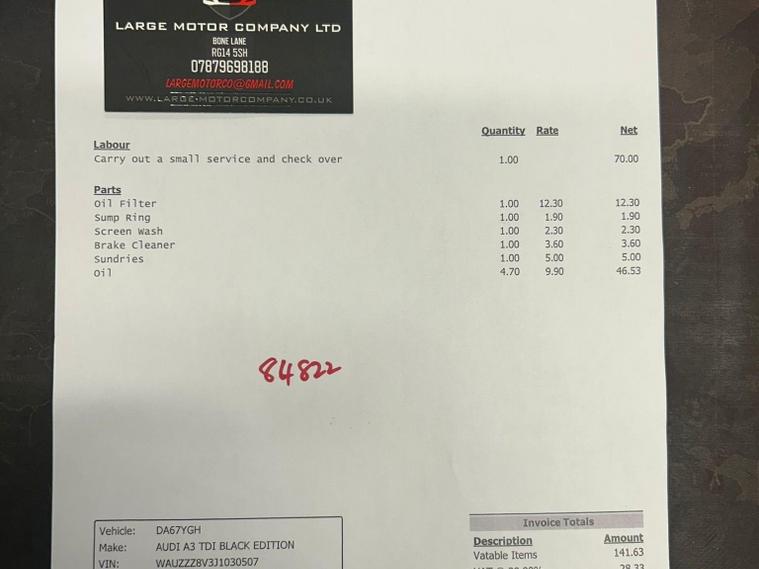 LARGE MOTOR COMPANY LTD
BONE LANE
RG14 5SH
07879698188
LARGEMOTORCO@GMAIL.COM
WWW.LARGE-MOTORCOMPANY.CO.UK
Quantity Rate Net
Labour
Carry out a small service and check over 1.00 70.00
Parts
Oil Filter 1.00 12.30 12.30
Sump Ring 1.00 1.90 1.90
Screen Wash 1.00 2.30 2.30
Brake Cleaner 1.00 3.60 3.60
Sundries 1.00 5.00 5.00
Oil 4.70 9.90 46.53
84822
Vehicle: DA67YGH
Make: AUDI A3 TDI BLACK EDITION
VIN: WAUZZZ8V3J1030507
Invoice Totals
Description Amount
Vatable Items 141.63
28.33